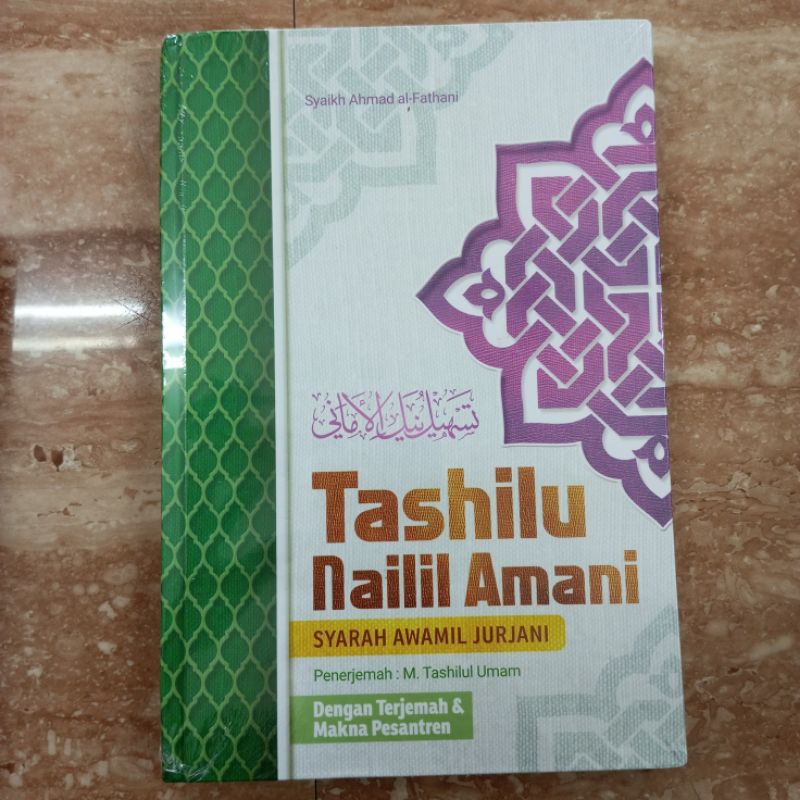 Syaikh Ahmad al-Fathani
تسهيل نيل الأماني
Tashilu
Nailil Amani
SYARAH AWAMIL JURJANI
Penerjemah : M. Tashilul Umam
Dengan Terjemah &
Makna Pesantren